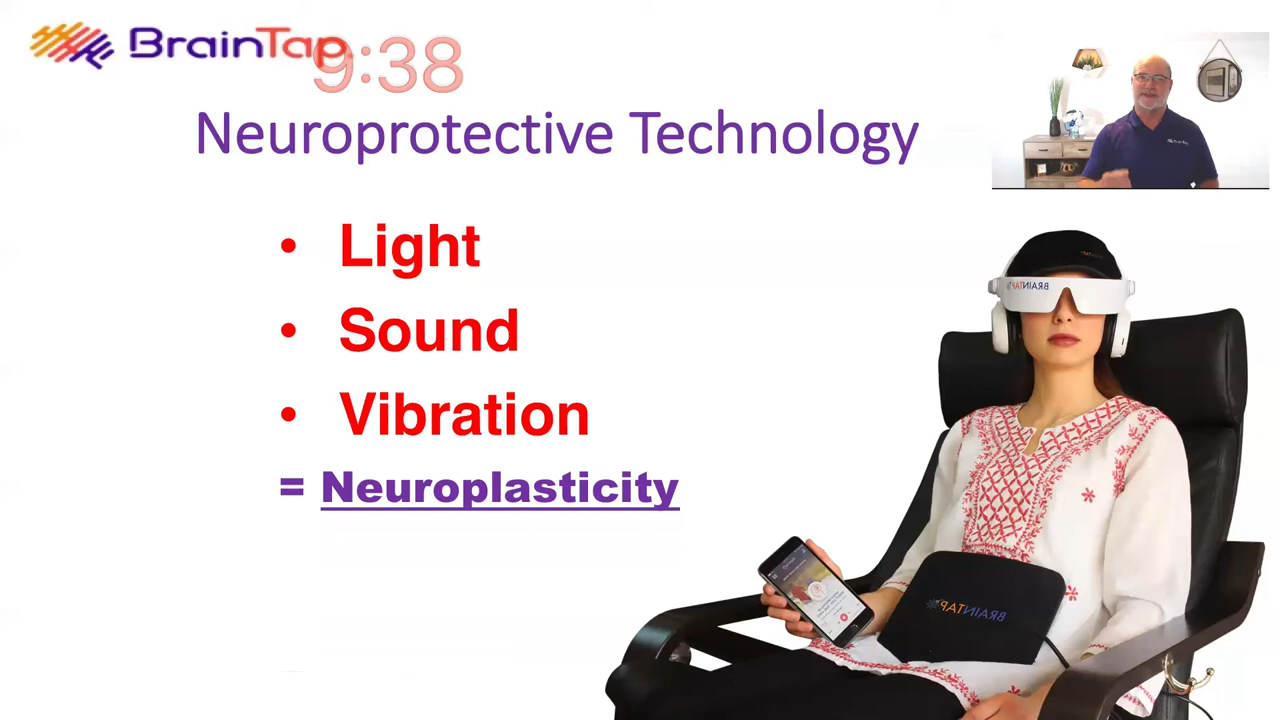 BrainTap
9:38
Neuroprotective Technology
• Light
• Sound
• Vibration
= Neuroplasticity
BRAINTAP
BRAINTAP